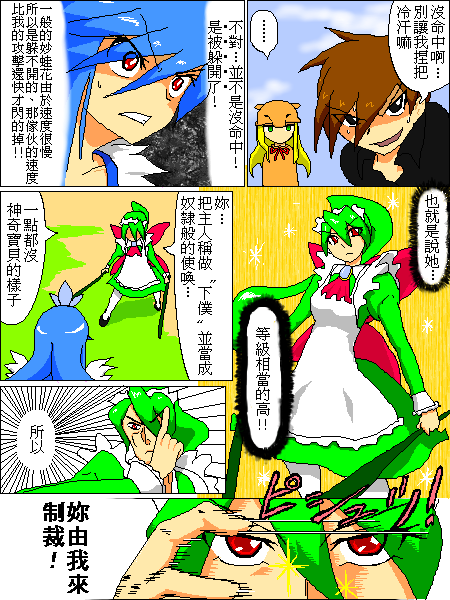 沒命中啊…
別讓我捏把
冷汗嘛
……
不對…並不是沒命中！
是被躲開了！
一般的妙蛙花由於速度很慢
所以是躲不開的、那傢伙的速度
比我的攻擊還快才閃的掉！！
也就是說她…
等級相當的高！！
妳…
把主人稱做〝下僕〞並當成
奴隸般的使喚…
一點都沒
神奇寶貝的樣子
所以
ピシュッ！！
妳由我來
制裁！